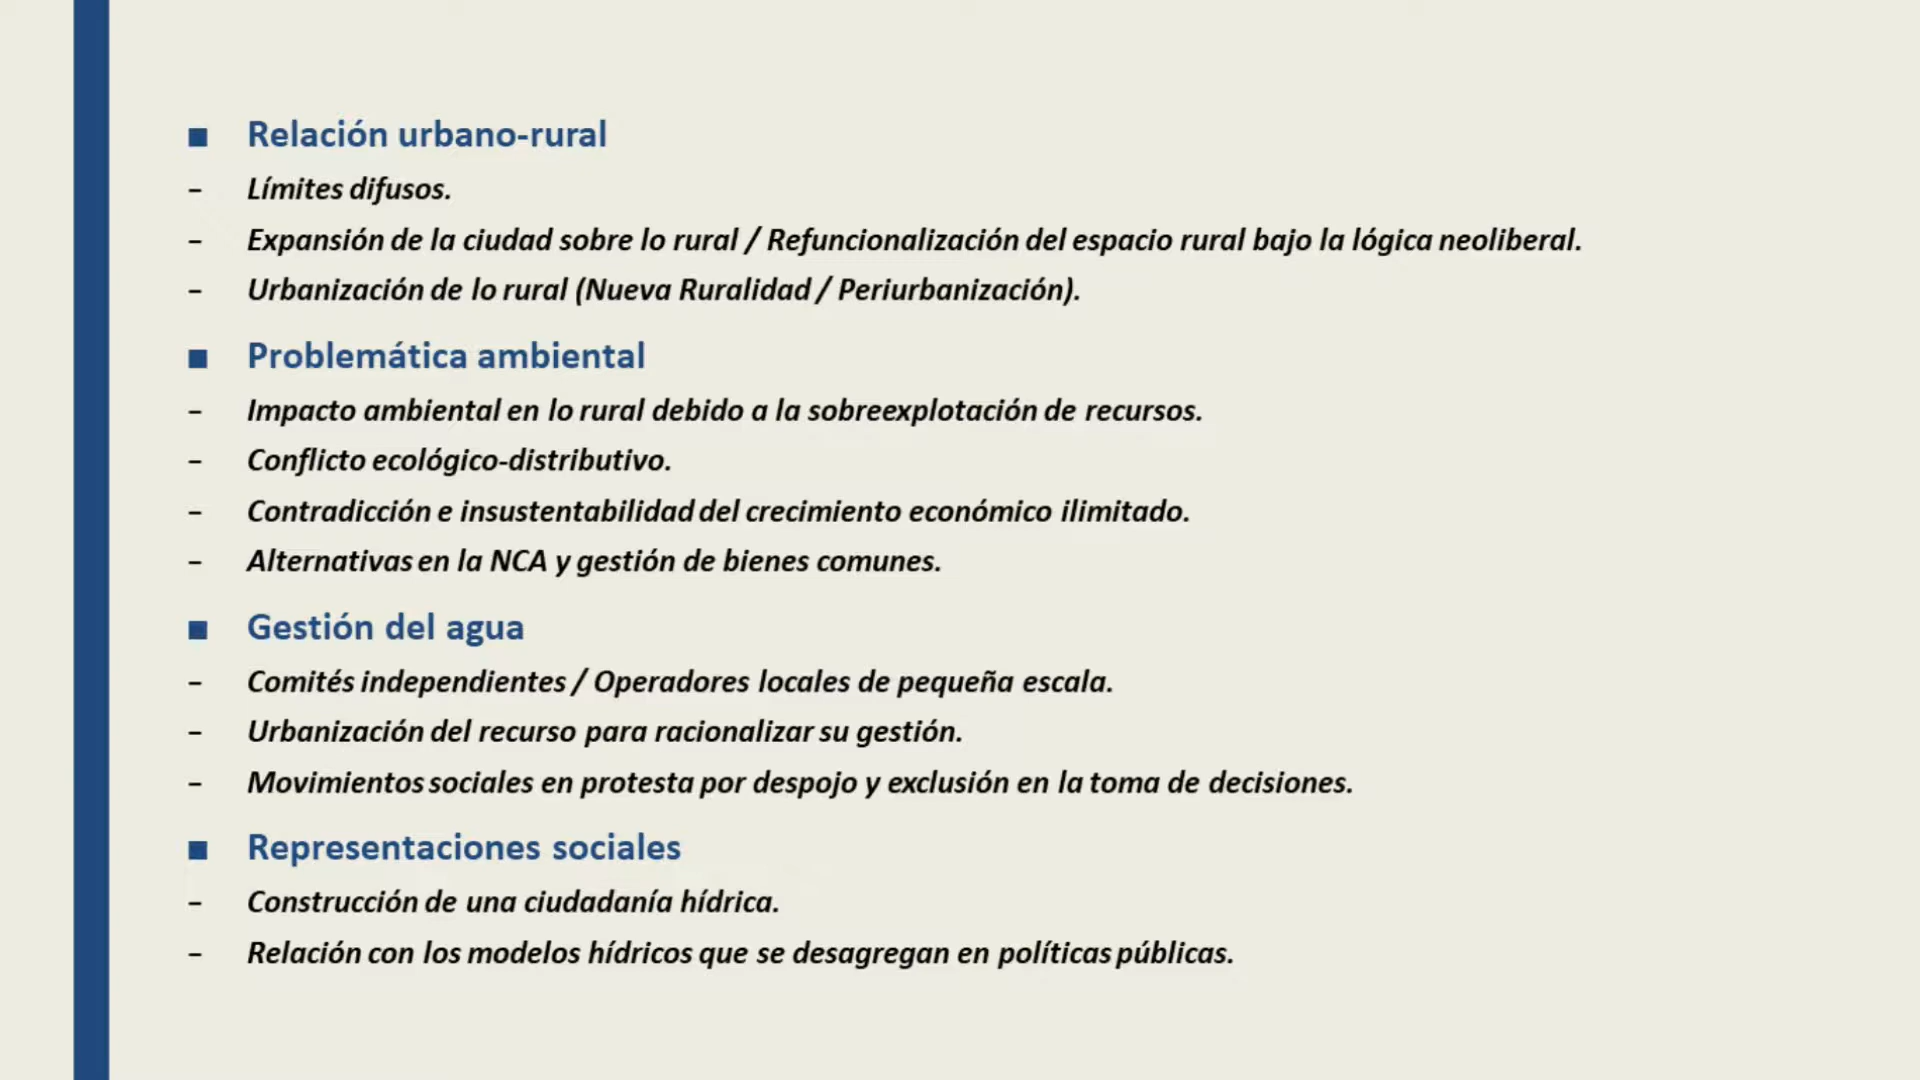 ■ Relación urbano-rural
– Límites difusos.
– Expansión de la ciudad sobre lo rural / Refuncionalización del espacio rural bajo la lógica neoliberal.
– Urbanización de lo rural (Nueva Ruralidad / Periurbanización).
■ Problemática ambiental
– Impacto ambiental en lo rural debido a la sobreexplotación de recursos.
– Conflicto ecológico-distributivo.
– Contradicción e insustentabilidad del crecimiento económico ilimitado.
– Alternativas en la NCA y gestión de bienes comunes.
■ Gestión del agua
– Comités independientes / Operadores locales de pequeña escala.
– Urbanización del recurso para racionalizar su gestión.
– Movimientos sociales en protesta por despojo y exclusión en la toma de decisiones.
■ Representaciones sociales
– Construcción de una ciudadanía hídrica.
– Relación con los modelos hídricos que se desagregan en políticas públicas.